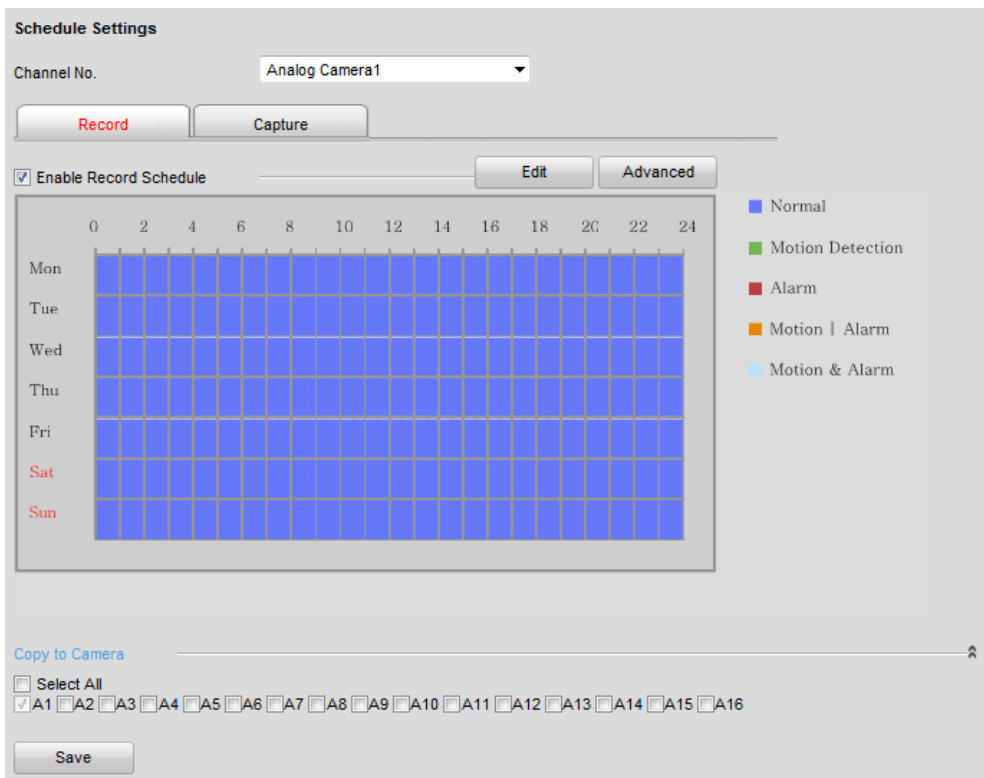 Schedule Settings
Channel No. Analog Camera1
Record Capture
Enable Record Schedule Edit Advanced
0 2 4 6 8 10 12 14 16 18 20 22 24
Mon
Tue
Wed
Thu
Fri
Sat
Sun
Normal
Motion Detection
Alarm
Motion | Alarm
Motion & Alarm
Copy to Camera
Select All
A1 A2 A3 A4 A5 A6 A7 A8 A9 A10 A11 A12 A13 A14 A15 A16
Save